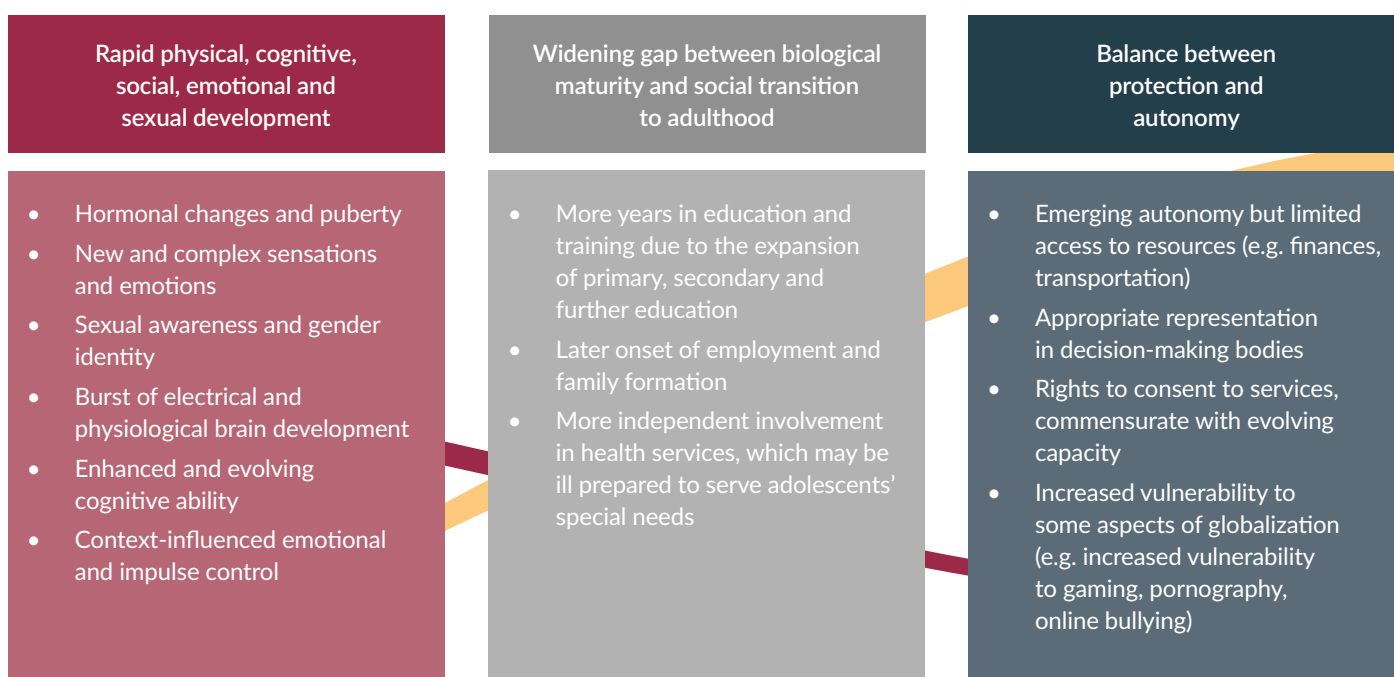 Rapid physical, cognitive,
social, emotional and
sexual development
• Hormonal changes and puberty
• New and complex sensations
and emotions
• Sexual awareness and gender
identity
• Burst of electrical and
physiological brain development
• Enhanced and evolving
cognitive ability
• Context-influenced emotional
and impulse control
Widening gap between biological
maturity and social transition
to adulthood
• More years in education and
training due to the expansion
of primary, secondary and
further education
• Later onset of employment and
family formation
• More independent involvement
in health services, which may be
ill prepared to serve adolescents’
special needs
Balance between
protection and
autonomy
• Emerging autonomy but limited
access to resources (e.g. finances,
transportation)
• Appropriate representation
in decision-making bodies
• Rights to consent to services,
commensurate with evolving
capacity
• Increased vulnerability to
some aspects of globalization
(e.g. increased vulnerability
to gaming, pornography,
online bullying)